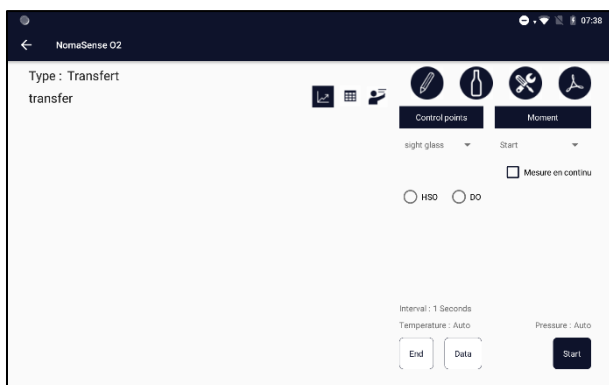 07:38
NomaSense O2
Type : Transfert
transfer
Control points
Moment
sight glass
Start
Mesure en continu
HSO
DO
Interval : 1 Seconds
Temperature : Auto
Pressure : Auto
End
Data
Start